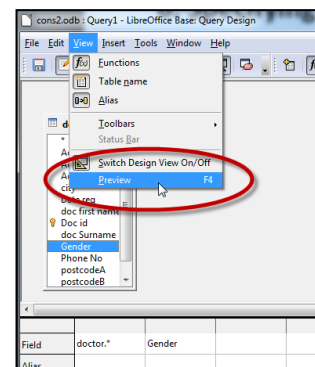 cons2.odb : Query1 - LibreOffice Base: Query Design
File Edit View Insert Tools Window Help
Functions
Table name
Alias
Toolbars
Status Bar
Switch Design View On/Off
Preview F4
*
city
doc first name
Doc id
doc Surname
Gender
Phone No
postcodeA
postcodeB
Field doctor.* Gender
Alias